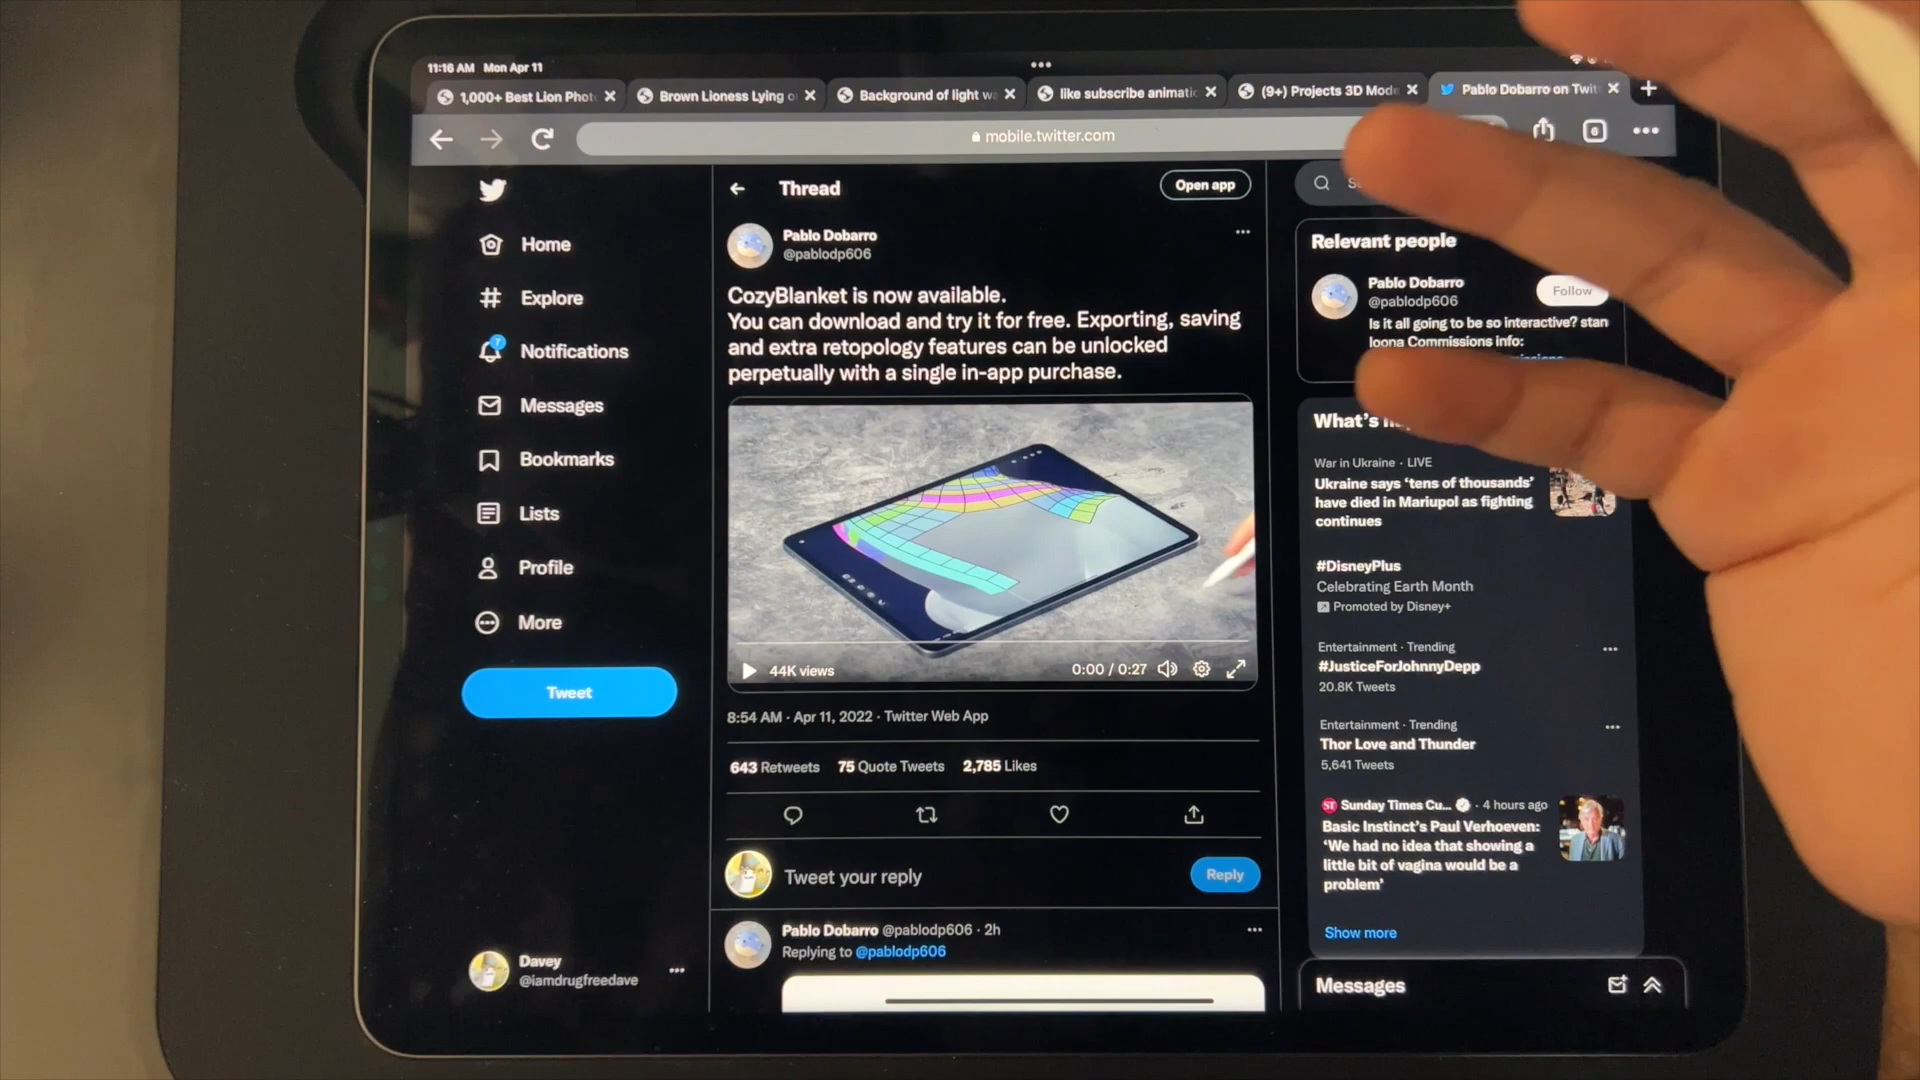 11:16 AM Mon Apr 11
1,000+ Best Lion Phot
Brown Lioness Lying o
Background of light wa
like subscribe animatic
(9+) Projects 3D Mode
Pablo Dobarro on Twit
mobile.twitter.com
6
Thread
Open app
Home
Explore
7
Notifications
Messages
Bookmarks
Lists
Profile
More
Tweet
Davey
@iamdrugfreedave
Pablo Dobarro
@pablodp606
CozyBlanket is now available.
You can download and try it for free. Exporting, saving
and extra retopology features can be unlocked
perpetually with a single in-app purchase.
44K views
0:00 / 0:27
8:54 AM · Apr 11, 2022 · Twitter Web App
643 Retweets 75 Quote Tweets 2,785 Likes
Tweet your reply
Reply
Pablo Dobarro @pablodp606 · 2h
Replying to @pablodp606
Relevant people
Pablo Dobarro
@pablodp606
Follow
Is it all going to be so interactive? stan
loona Commissions info:
What's
War in Ukraine · LIVE
Ukraine says 'tens of thousands'
have died in Mariupol as fighting
continues
#DisneyPlus
Celebrating Earth Month
Promoted by Disney+
Entertainment · Trending
#JusticeForJohnnyDepp
20.8K Tweets
Entertainment · Trending
Thor Love and Thunder
5,641 Tweets
ST Sunday Times Cu... · 4 hours ago
Basic Instinct's Paul Verhoeven:
'We had no idea that showing a
little bit of vagina would be a
problem'
Show more
Messages